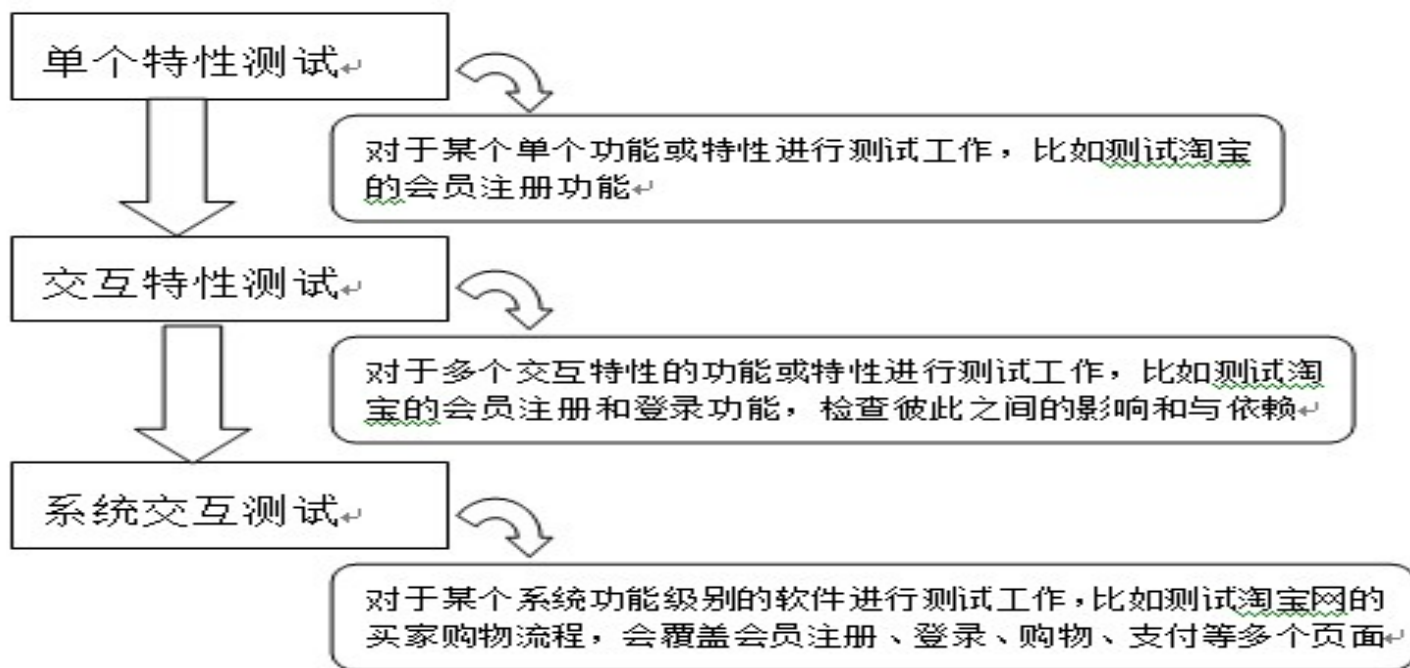 单个特性测试
对于某个单个功能或特性进行测试工作，比如测试淘宝
的会员注册功能
交互特性测试
对于多个交互特性的功能或特性进行测试工作，比如测试淘
宝的会员注册和登录功能，检查彼此之间的影响和与依赖
系统交互测试
对于某个系统功能级别的软件进行测试工作，比如测试淘宝网的
买家购物流程，会覆盖会员注册、登录、购物、支付等多个页面